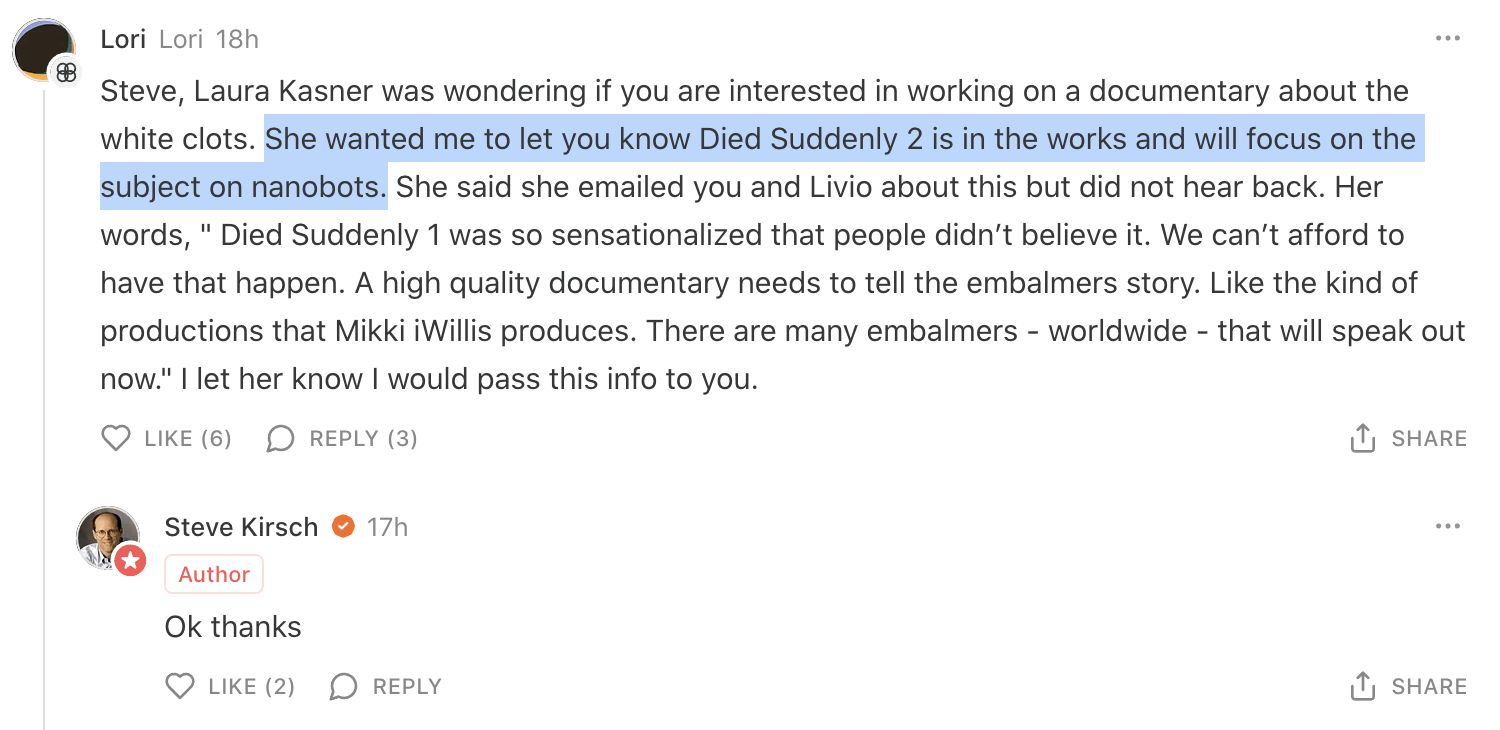 Lori Lori 18h
Steve, Laura Kasner was wondering if you are interested in working on a documentary about the
white clots. She wanted me to let you know Died Suddenly 2 is in the works and will focus on the
subject on nanobots. She said she emailed you and Livio about this but did not hear back. Her
words, " Died Suddenly 1 was so sensationalized that people didn’t believe it. We can’t afford to
have that happen. A high quality documentary needs to tell the embalmers story. Like the kind of
productions that Mikki iWillis produces. There are many embalmers - worldwide - that will speak out
now." I let her know I would pass this info to you.
LIKE (6) REPLY (3) SHARE
Steve Kirsch 17h
Author
Ok thanks
LIKE (2) REPLY SHARE